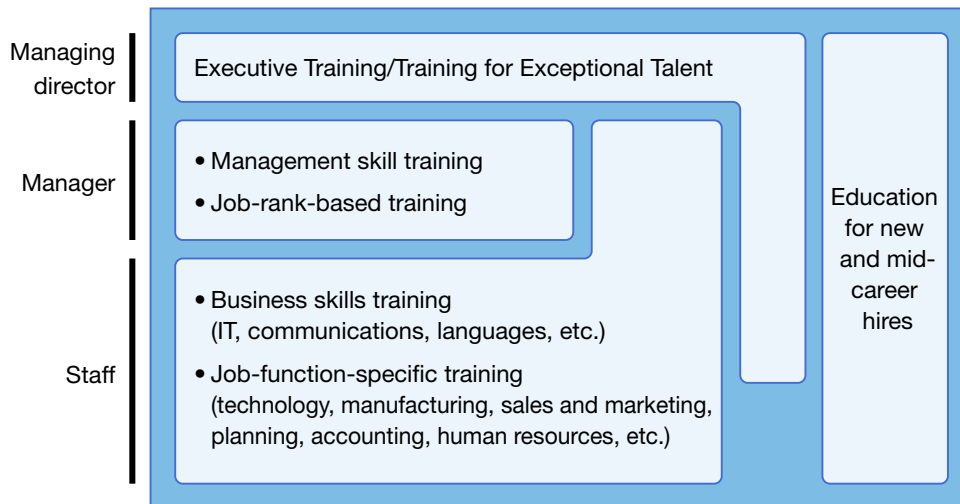 Managing
director
Executive Training/Training for Exceptional Talent
Manager
• Management skill training
• Job-rank-based training
Staff
• Business skills training
(IT, communications, languages, etc.)
• Job-function-specific training
(technology, manufacturing, sales and marketing,
planning, accounting, human resources, etc.)
Education
for new
and mid-
career
hires